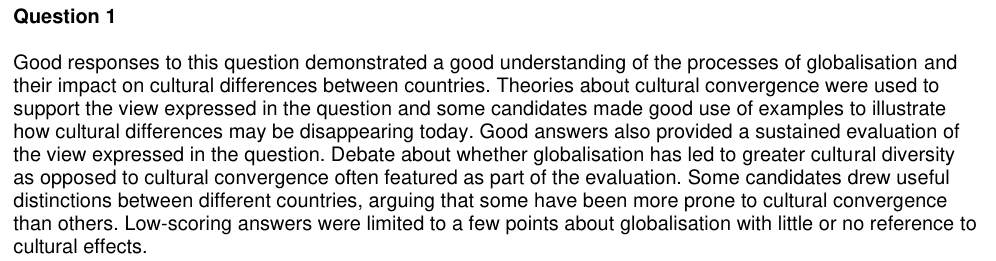 Question 1
Good responses to this question demonstrated a good understanding of the processes of globalisation and
their impact on cultural differences between countries. Theories about cultural convergence were used to
support the view expressed in the question and some candidates made good use of examples to illustrate
how cultural differences may be disappearing today. Good answers also provided a sustained evaluation of
the view expressed in the question. Debate about whether globalisation has led to greater cultural diversity
as opposed to cultural convergence often featured as part of the evaluation. Some candidates drew useful
distinctions between different countries, arguing that some have been more prone to cultural convergence
than others. Low-scoring answers were limited to a few points about globalisation with little or no reference to
cultural effects.